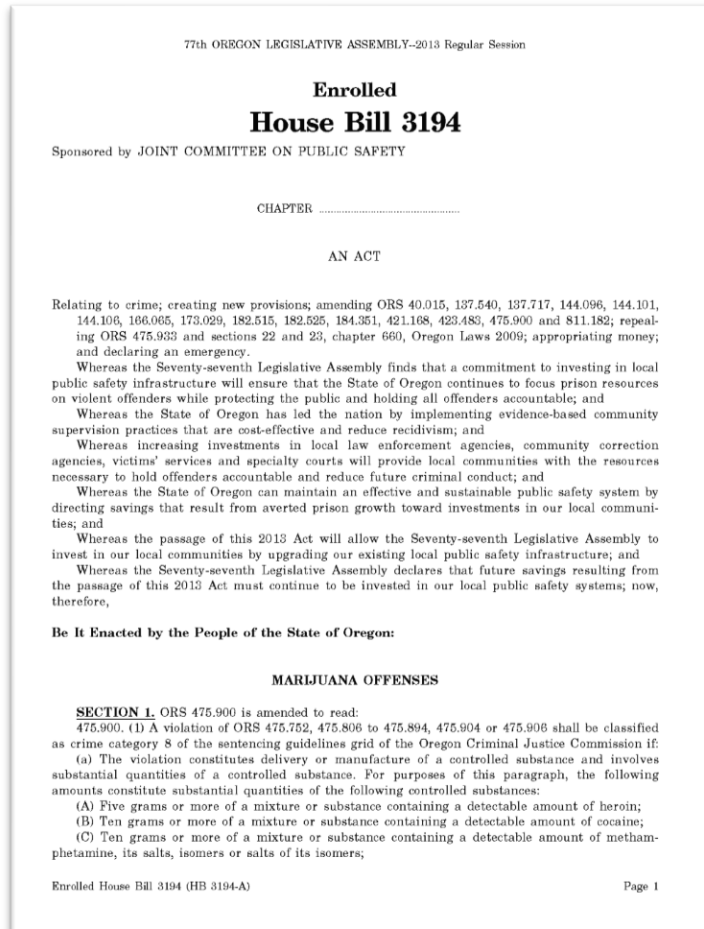 77th OREGON LEGISLATIVE ASSEMBLY--2013 Regular Session
Enrolled
House Bill 3194
Sponsored by JOINT COMMITTEE ON PUBLIC SAFETY
CHAPTER .................................................
AN ACT
Relating to crime; creating new provisions; amending ORS 40.015, 137.540, 137.717, 144.096, 144.101,
144.106, 166.065, 173.029, 182.515, 182.525, 184.351, 421.168, 423.483, 475.900 and 811.182; repeal-
ing ORS 475.933 and sections 22 and 23, chapter 660, Oregon Laws 2009; appropriating money;
and declaring an emergency.
Whereas the Seventy-seventh Legislative Assembly finds that a commitment to investing in local
public safety infrastructure will ensure that the State of Oregon continues to focus prison resources
on violent offenders while protecting the public and holding all offenders accountable; and
Whereas the State of Oregon has led the nation by implementing evidence-based community
supervision practices that are cost-effective and reduce recidivism; and
Whereas increasing investments in local law enforcement agencies, community correction
agencies, victims' services and specialty courts will provide local communities with the resources
necessary to hold offenders accountable and reduce future criminal conduct; and
Whereas the State of Oregon can maintain an effective and sustainable public safety system by
directing savings that result from averted prison growth toward investments in our local communi-
ties; and
Whereas the passage of this 2013 Act will allow the Seventy-seventh Legislative Assembly to
invest in our local communities by upgrading our existing local public safety infrastructure; and
Whereas the Seventy-seventh Legislative Assembly declares that future savings resulting from
the passage of this 2013 Act must continue to be invested in our local public safety systems; now,
therefore,
Be It Enacted by the People of the State of Oregon:
MARIJUANA OFFENSES
SECTION 1. ORS 475.900 is amended to read:
475.900. (1) A violation of ORS 475.752, 475.806 to 475.894, 475.904 or 475.906 shall be classified
as crime category 8 of the sentencing guidelines grid of the Oregon Criminal Justice Commission if:
(a) The violation constitutes delivery or manufacture of a controlled substance and involves
substantial quantities of a controlled substance. For purposes of this paragraph, the following
amounts constitute substantial quantities of the following controlled substances:
(A) Five grams or more of a mixture or substance containing a detectable amount of heroin;
(B) Ten grams or more of a mixture or substance containing a detectable amount of cocaine;
(C) Ten grams or more of a mixture or substance containing a detectable amount of metham-
phetamine, its salts, isomers or salts of its isomers;
Enrolled House Bill 3194 (HB 3194-A)
Page 1